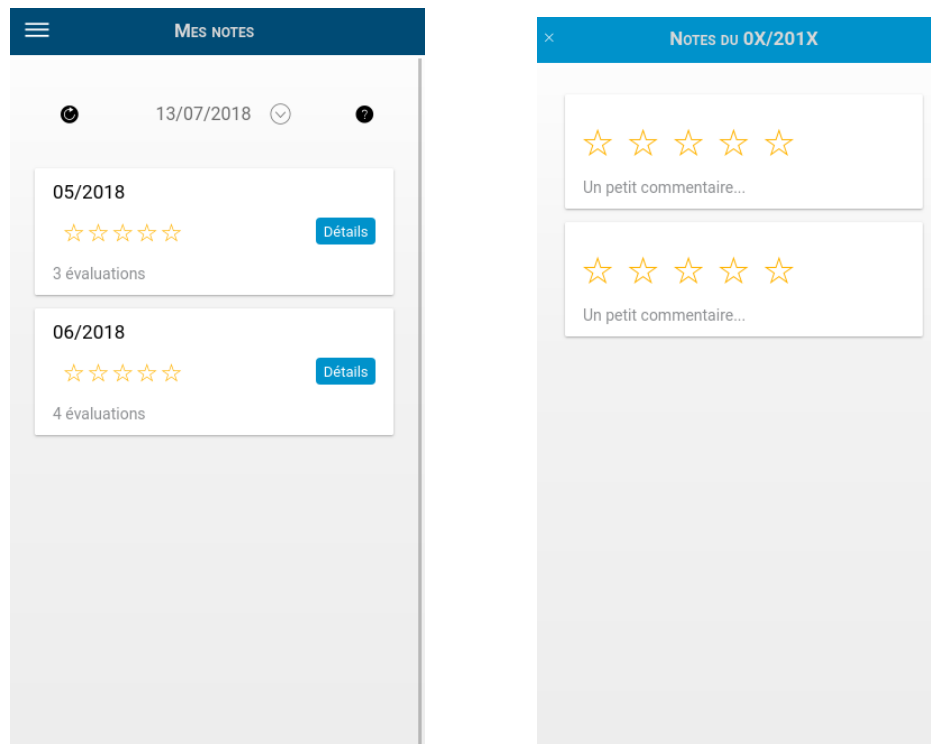 Mes notes
13/07/2018
?
05/2018
Détails
3 évaluations
06/2018
Détails
4 évaluations
× Notes du 0X/201X
Un petit commentaire...
Un petit commentaire...